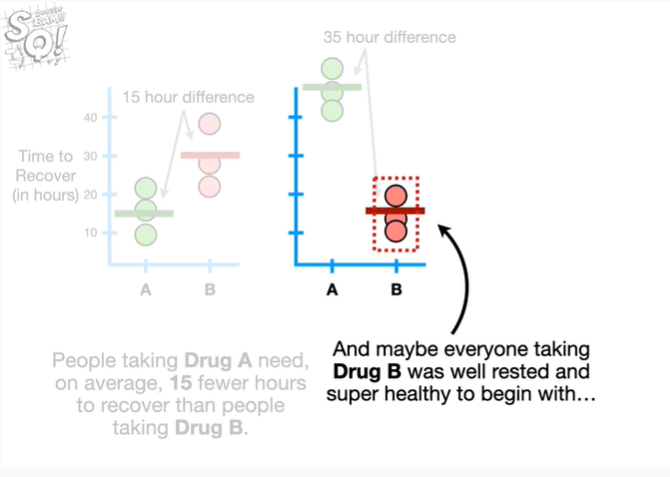 STAT
QUEST!
35 hour difference
15 hour difference
40
Time to
Recover
(in hours)
30
20
10
A
B
A
B
People taking Drug A need,
on average, 15 fewer hours
to recover than people
taking Drug B.
And maybe everyone taking
Drug B was well rested and
super healthy to begin with…